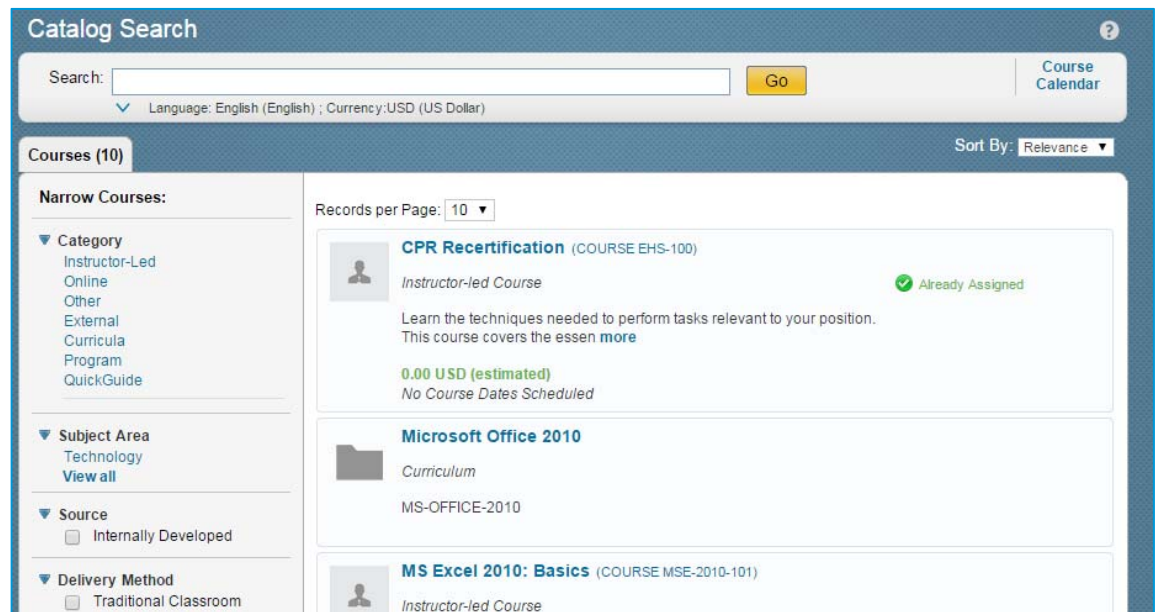 Catalog Search
?
Search:
Go
Course
Calendar
Language: English (English) ; Currency:USD (US Dollar)
Courses (10)
Sort By: Relevance
Narrow Courses:
Category
Instructor-Led
Online
Other
External
Curricula
Program
QuickGuide
Subject Area
Technology
View all
Source
Internally Developed
Delivery Method
Traditional Classroom
Records per Page: 10
CPR Recertification (COURSE EHS-100)
Instructor-led Course
Already Assigned
Learn the techniques needed to perform tasks relevant to your position.
This course covers the essen more
0.00 USD (estimated)
No Course Dates Scheduled
Microsoft Office 2010
Curriculum
MS-OFFICE-2010
MS Excel 2010: Basics (COURSE MSE-2010-101)
Instructor-led Course